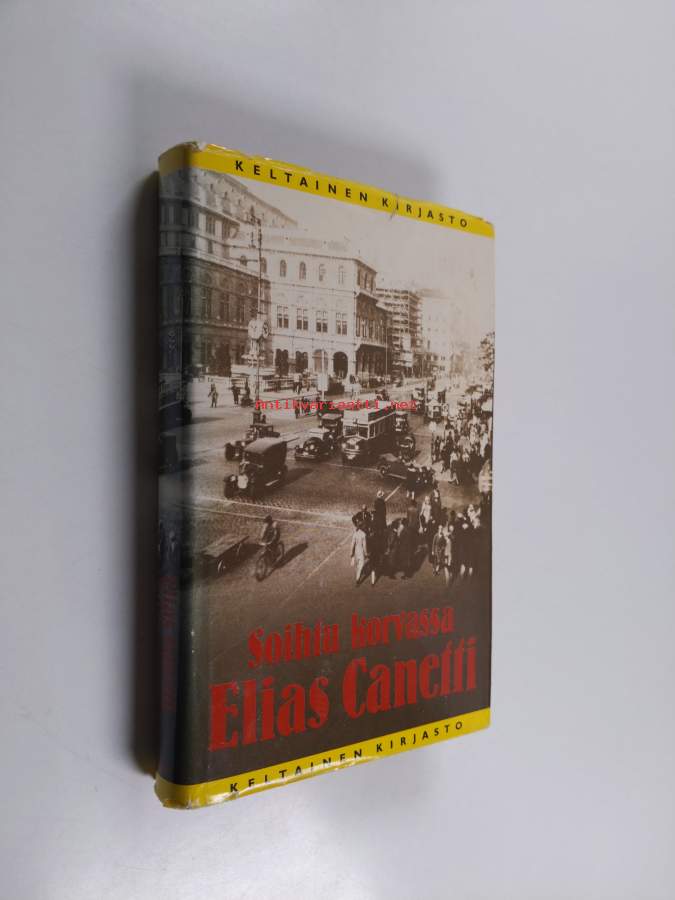 KELTAINEN KIRJASTO
Antikvariaatti.net
Soihtu korvassa
Elias Canetti
KELTAINEN KIRJASTO